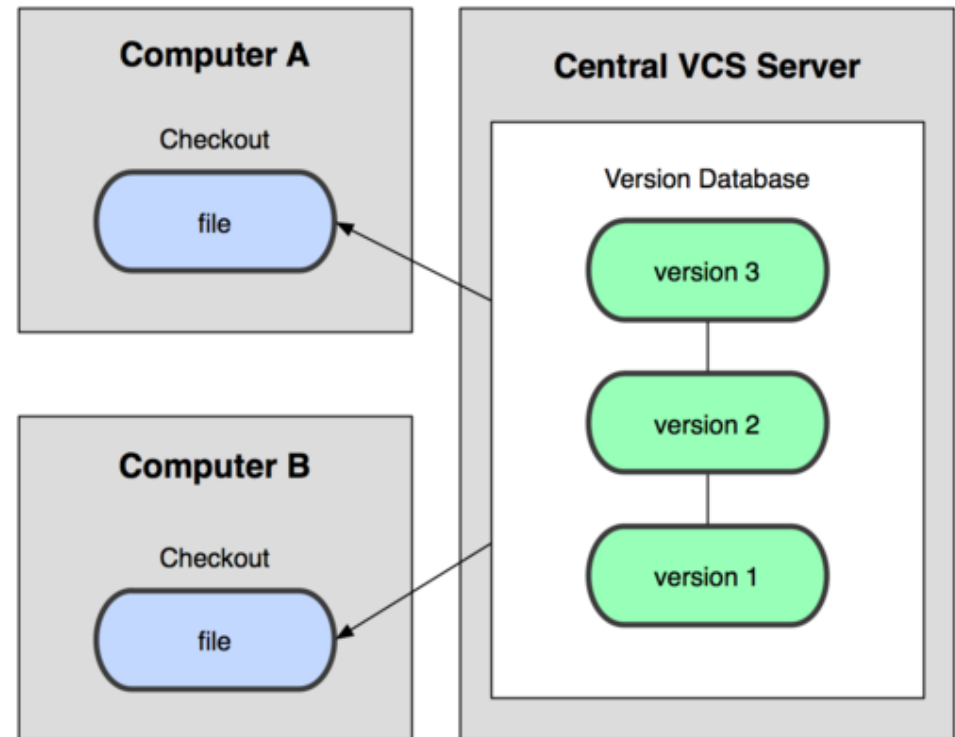 Computer A
Checkout
file
Computer B
Checkout
file
Central VCS Server
Version Database
version 3
version 2
version 1